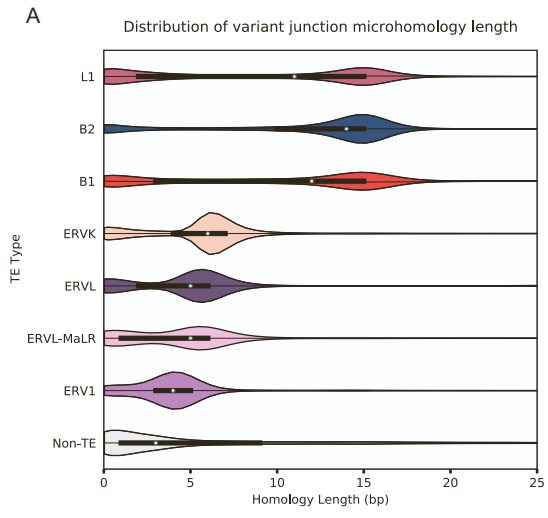 A
Distribution of variant junction microhomology length
TE Type
L1
B2
B1
ERVK
ERVL
ERVL-MaLR
ERV1
Non-TE
0 5 10 15 20 25
Homology Length (bp)